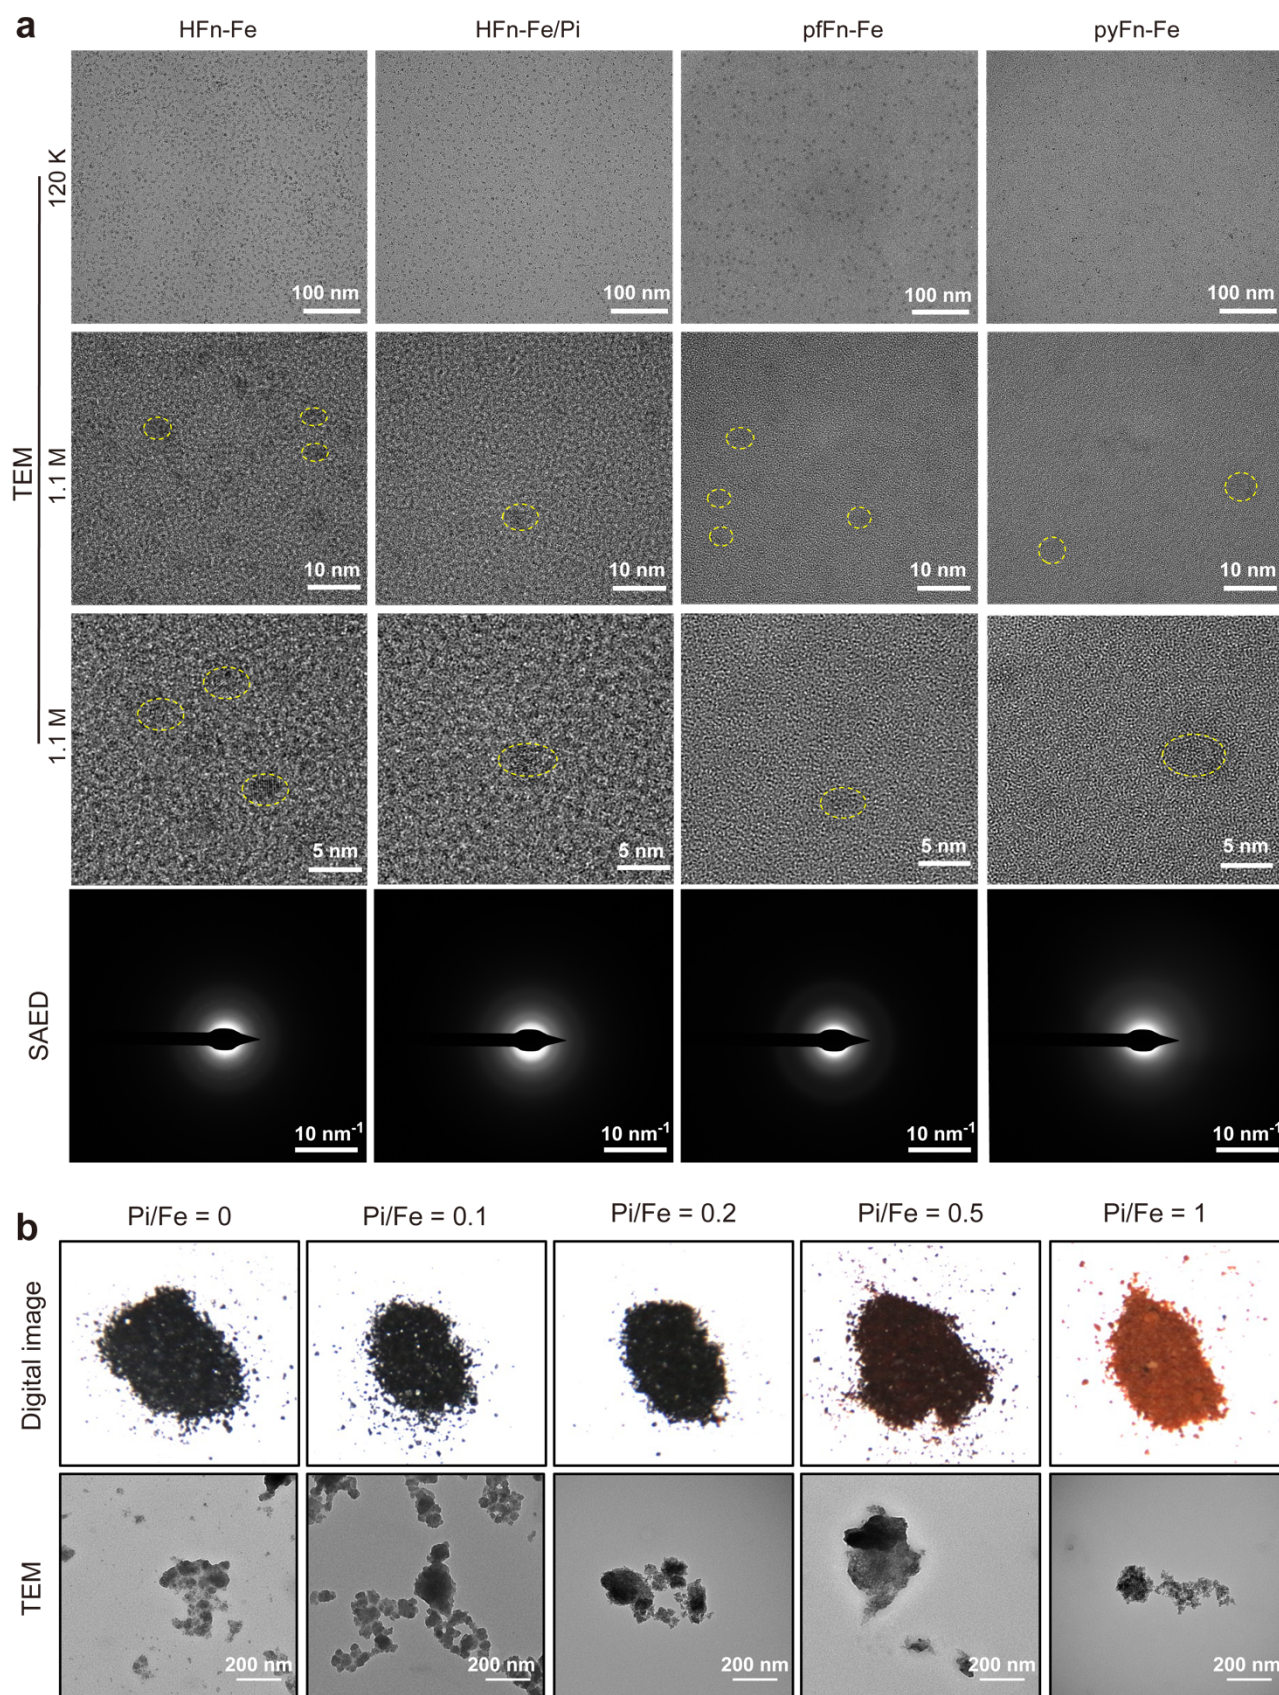 a
HFn-Fe
HFn-Fe/Pi
pfFn-Fe
pyFn-Fe
TEM
120 K
100 nm
100 nm
100 nm
100 nm
1.1 M
10 nm
10 nm
10 nm
10 nm
1.1 M
5 nm
5 nm
5 nm
5 nm
SAED
10 nm-1
10 nm-1
10 nm-1
10 nm-1
b
Pi/Fe = 0
Pi/Fe = 0.1
Pi/Fe = 0.2
Pi/Fe = 0.5
Pi/Fe = 1
Digital image
TEM
200 nm
200 nm
200 nm
200 nm
200 nm